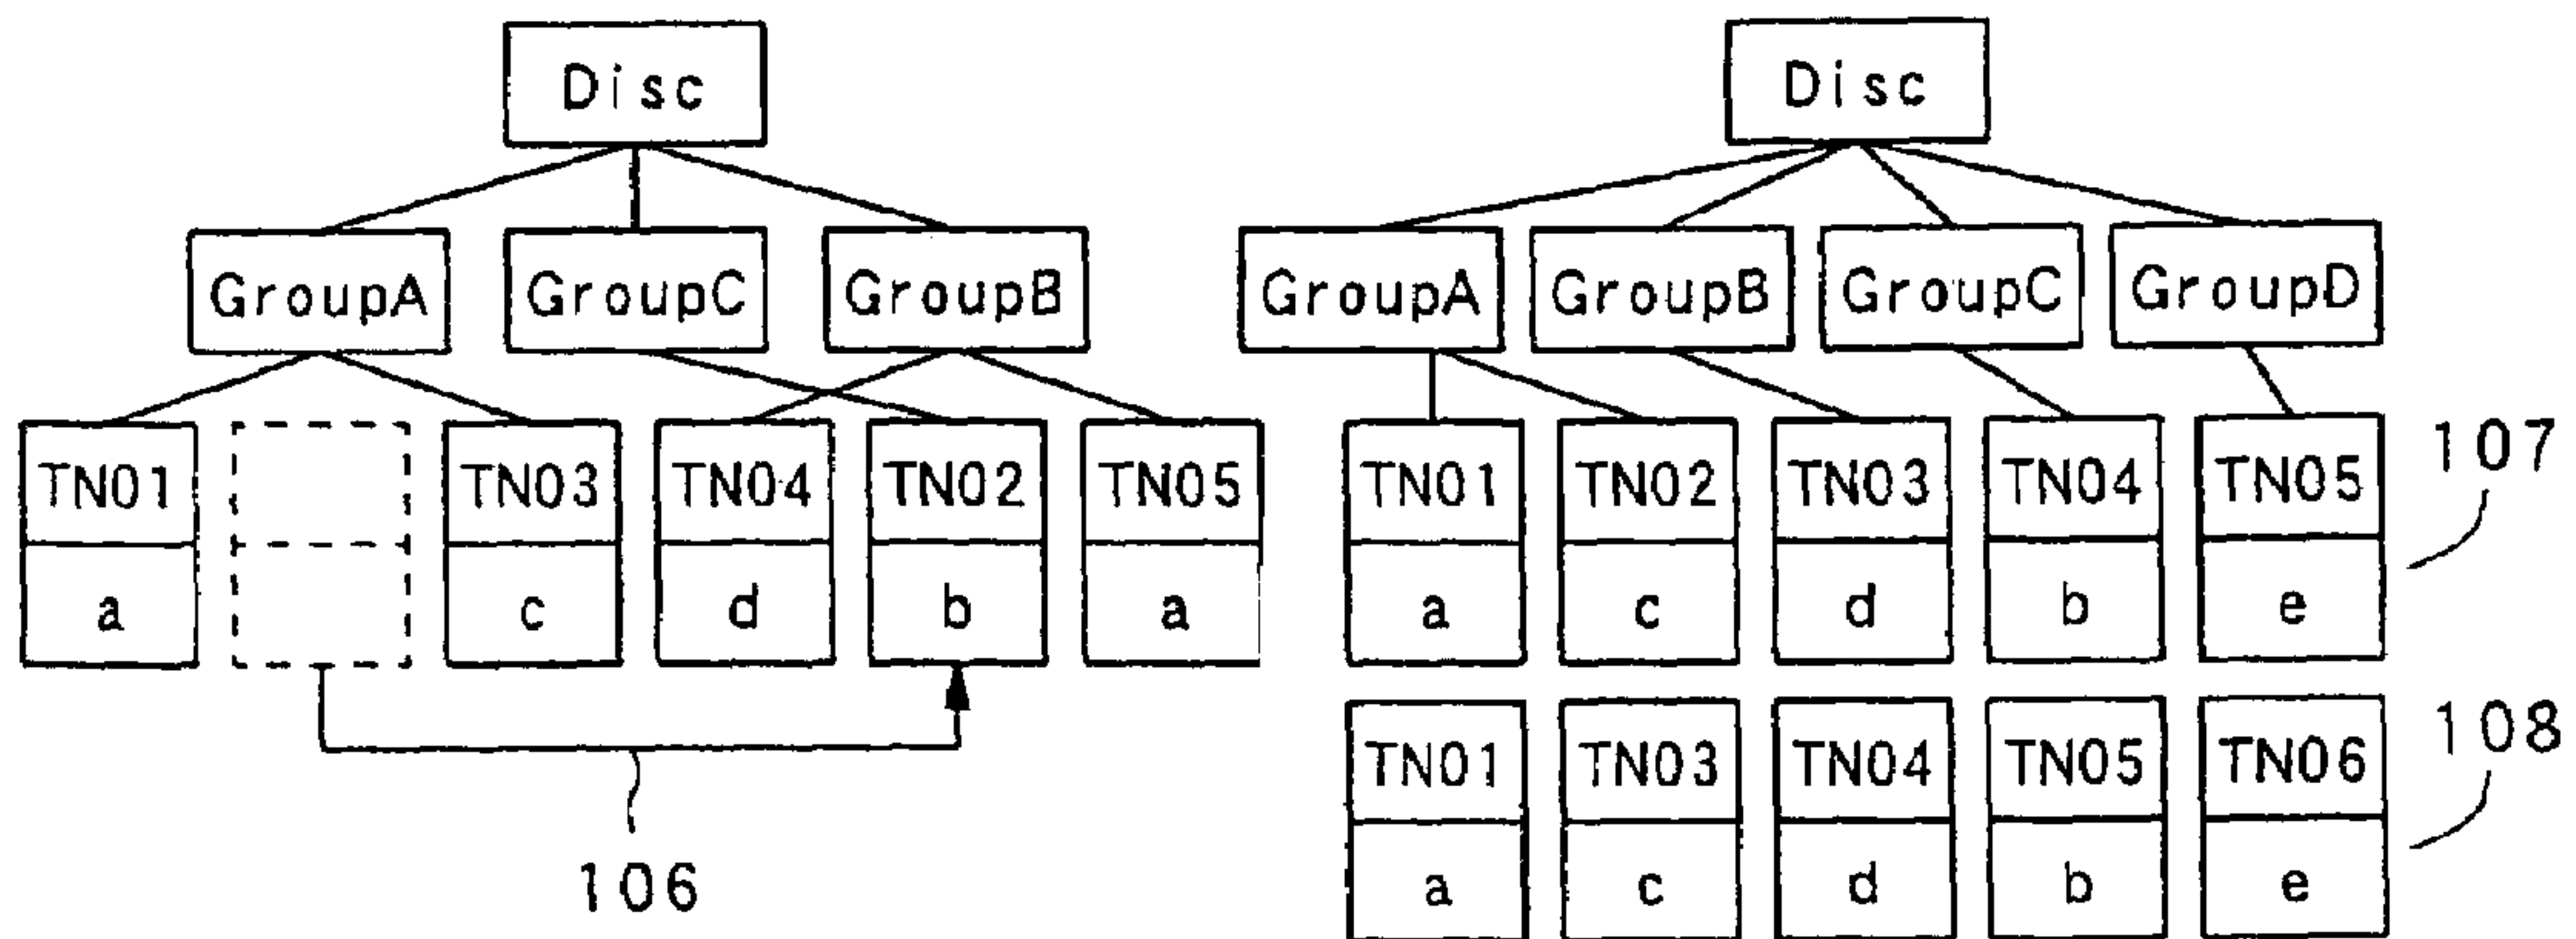 Disc Disc
GroupA GroupC GroupB GroupA GroupB GroupC GroupD
TN01 TN03 TN04 TN02 TN05 TN01 TN02 TN03 TN04 TN05 107
a c d b a a c d b e
TN01 TN03 TN04 TN05 TN06 108
106 a c d b e